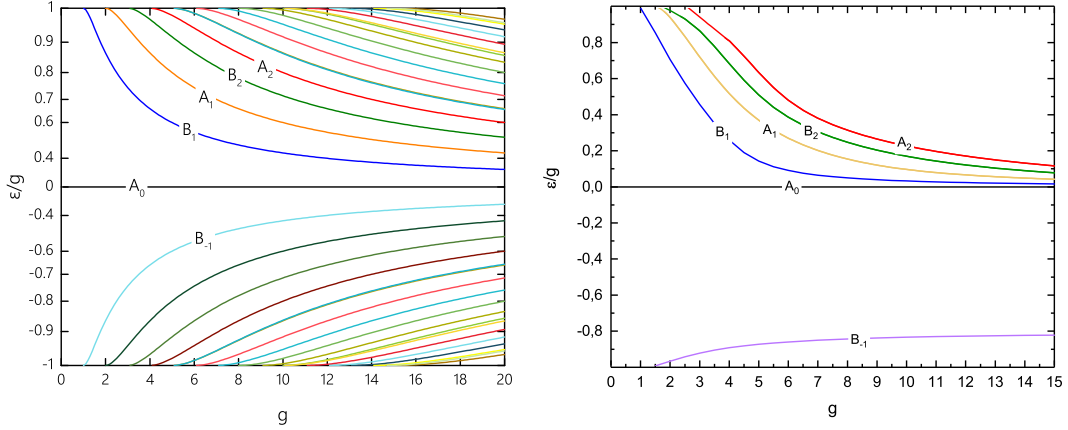 1
0.9
0.8
0.7
0.6
0.4
0
-0.4
-0.6
-0.7
-0.8
-0.9
-1
ε/g
B₂
A₂
A₁
B₁
A₀
B₋₁
0 2 4 6 8 10 12 14 16 18 20
g
0,8
0,6
0,4
0,2
0,0
-0,2
-0,4
-0,6
-0,8
ε/g
B₁
A₁
B₂
A₂
A₀
B₋₁
0 1 2 3 4 5 6 7 8 9 10 11 12 13 14 15
g